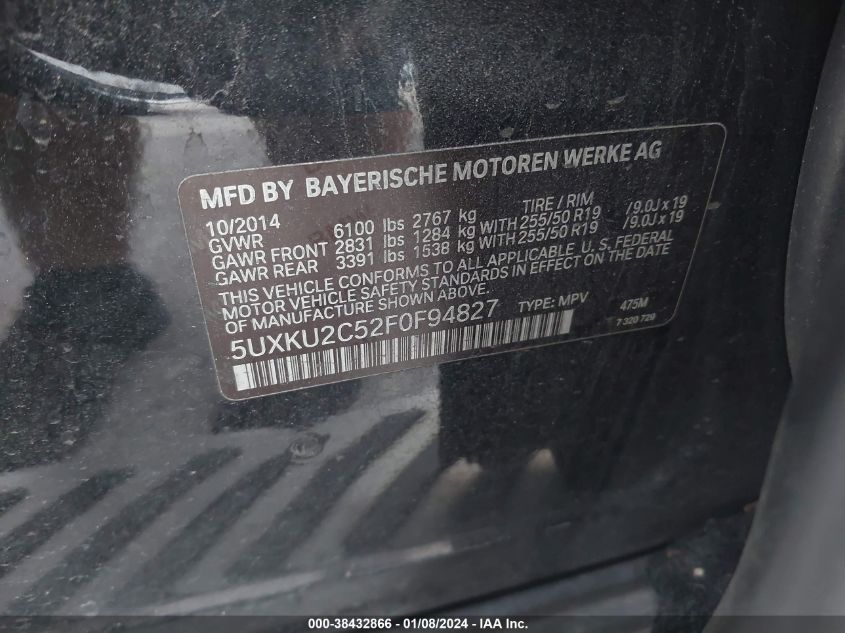 MFD BY BAYERISCHE MOTOREN WERKE AG
10/2014 TIRE / RIM
GVWR 6100 lbs 2767 kg
GAWR FRONT 2831 lbs 1284 kg WITH 255/50 R19 /9.0J x 19
GAWR REAR 3391 lbs 1538 kg WITH 255/50 R19 /9.0J x 19
THIS VEHICLE CONFORMS TO ALL APPLICABLE U. S. FEDERAL
MOTOR VEHICLE SAFETY STANDARDS IN EFFECT ON THE DATE
OF MANUFACTURE SHOWN ABOVE.
5UXKU2C52F0F94827 TYPE: MPV 475M
7 320 729
000-38432866 - 01/08/2024 - IAA Inc.